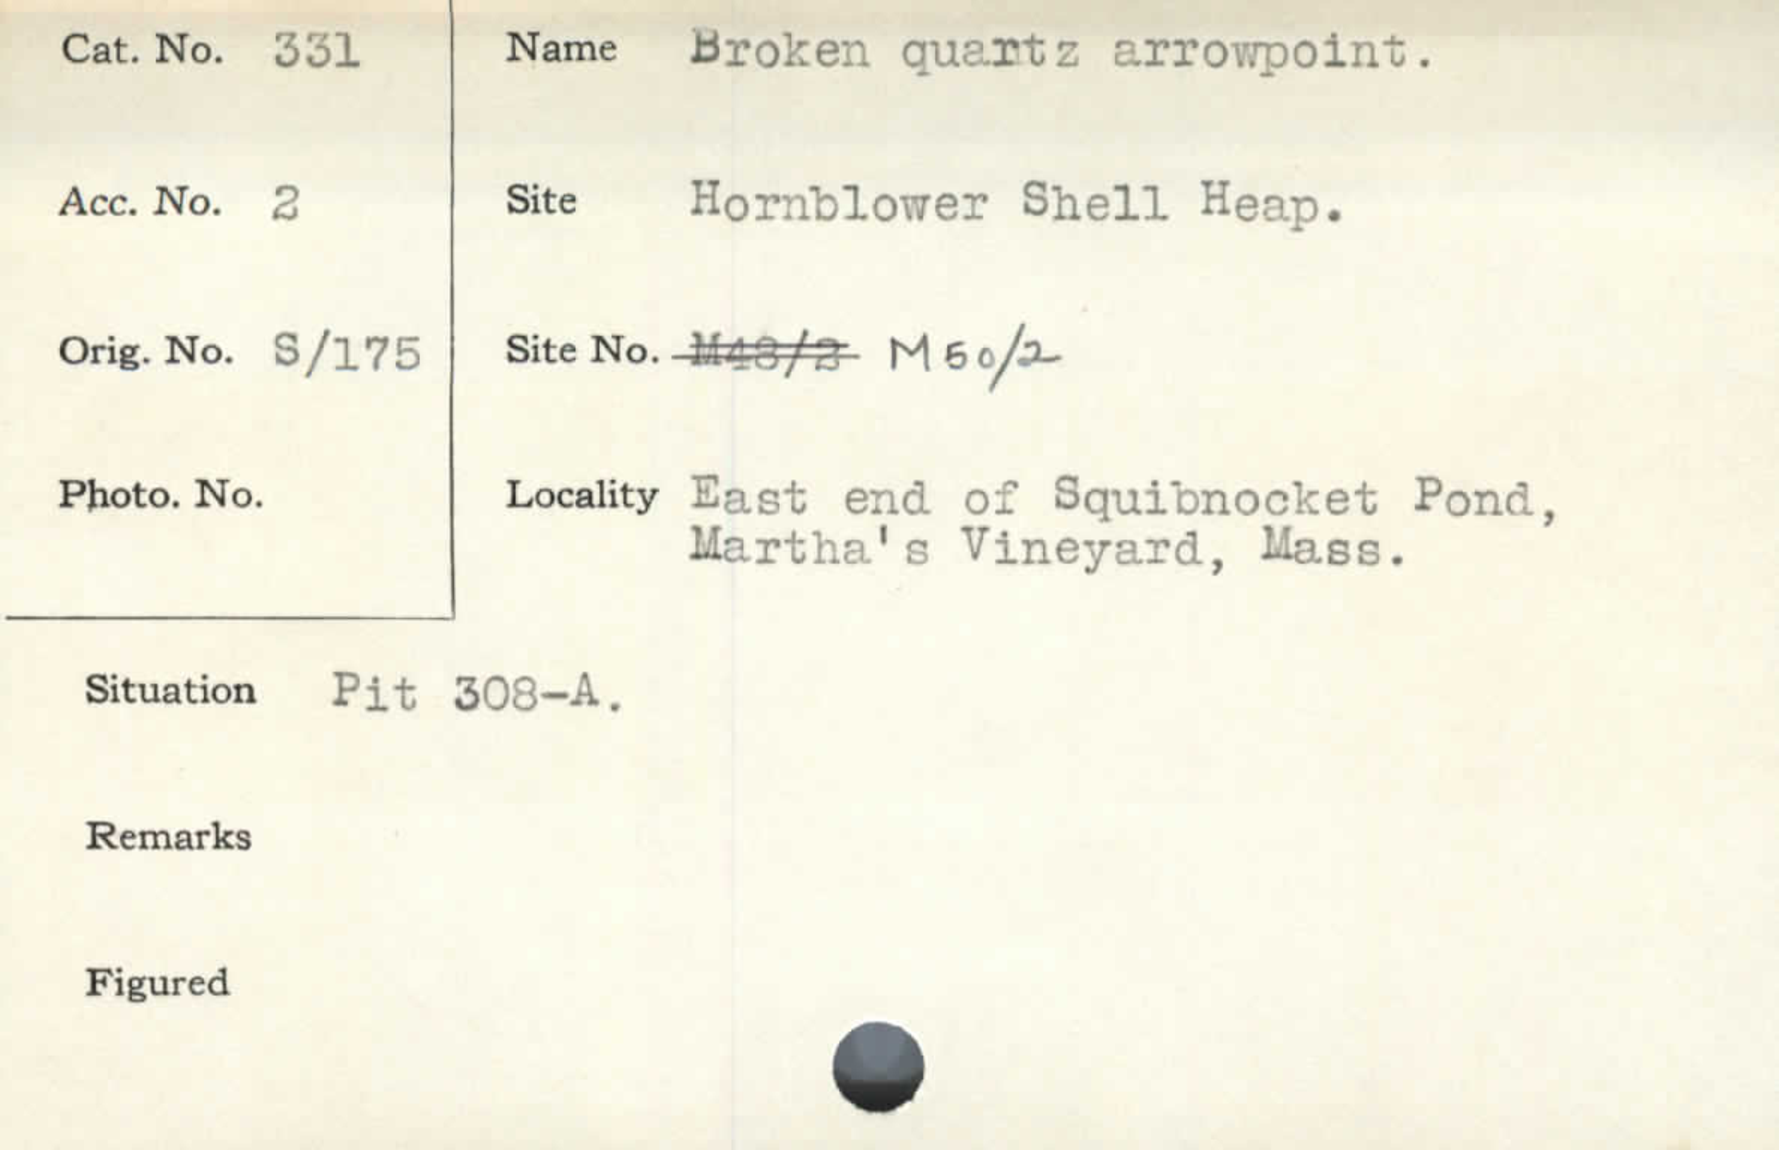 Cat. No. 331
Name Broken quartz arrowpoint.
Acc. No. 2
Site Hornblower Shell Heap.
Orig. No. S/175
Site No. M48/2 M50/2
Photo. No.
Locality East end of Squibnocket Pond,
Martha's Vineyard, Mass.
Situation Pit 308-A.
Remarks
Figured